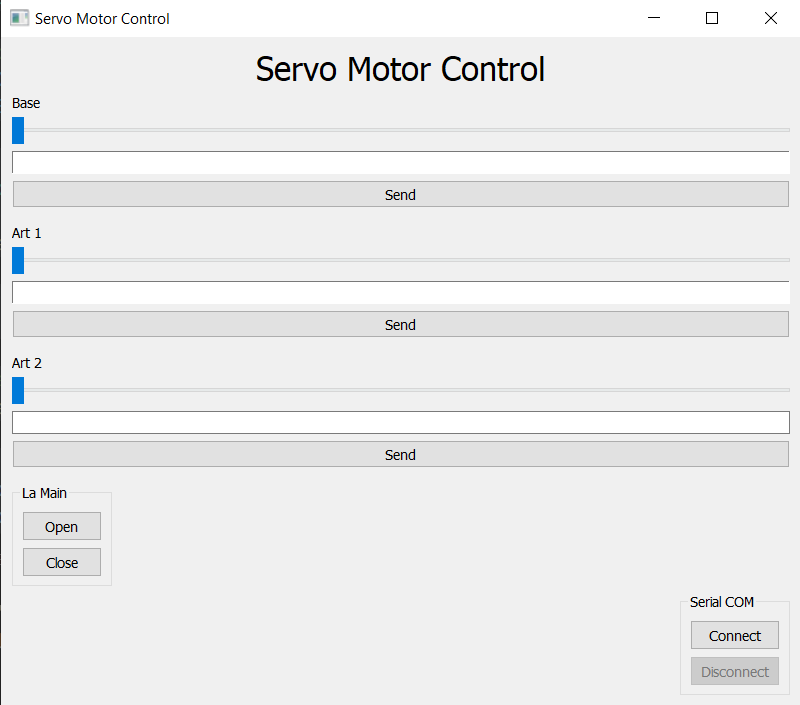 Servo Motor Control
Servo Motor Control
Base
Send
Art 1
Send
Art 2
Send
La Main
Open
Close
Serial COM
Connect
Disconnect